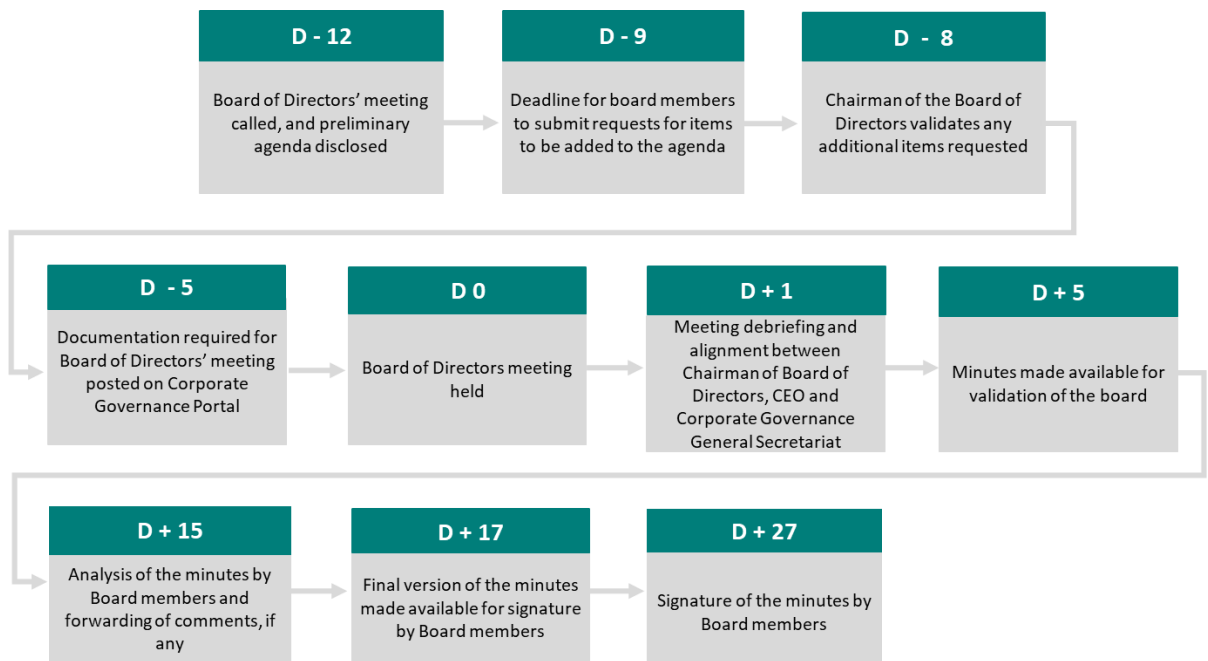 D - 12
Board of Directors’ meeting
called, and preliminary
agenda disclosed
D - 9
Deadline for board members
to submit requests for items
to be added to the agenda
D - 8
Chairman of the Board of
Directors validates any
additional items requested
D - 5
Documentation required for
Board of Directors’ meeting
posted on Corporate
Governance Portal
D 0
Board of Directors meeting
held
D + 1
Meeting debriefing and
alignment between
Chairman of Board of
Directors, CEO and
Corporate Governance
General Secretariat
D + 5
Minutes made available for
validation of the board
D + 15
Analysis of the minutes by
Board members and
forwarding of comments, if
any
D + 17
Final version of the minutes
made available for signature
by Board members
D + 27
Signature of the minutes by
Board members